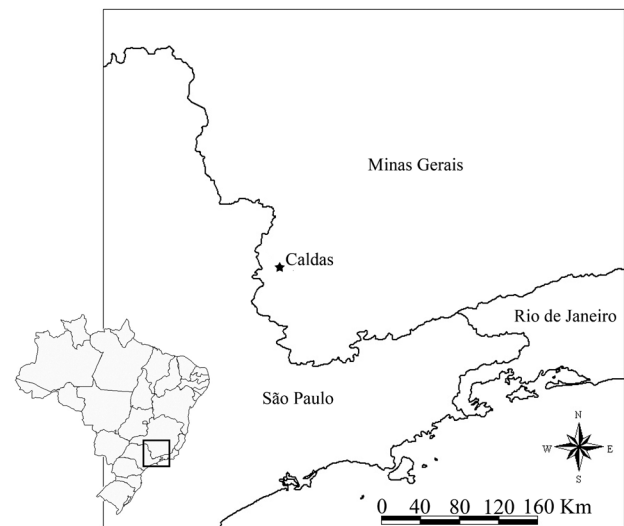 Minas Gerais
Caldas
Rio de Janeiro
São Paulo
N
W E
S
0 40 80 120 160 Km